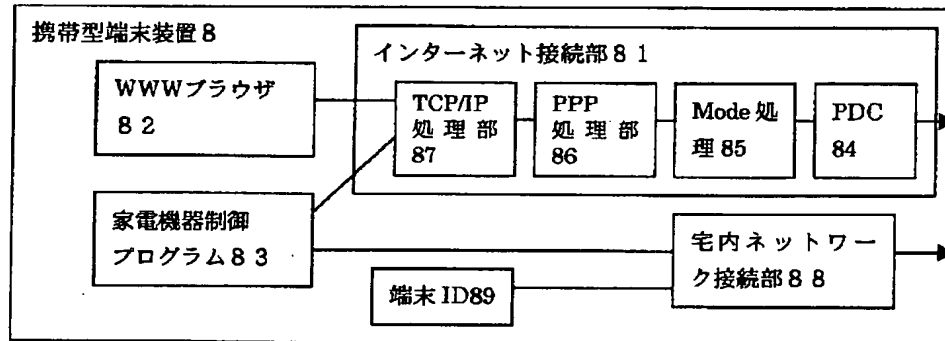 携帯型端末装置8
インターネット接続部81
WWWブラウザ
82
TCP/IP
処理部
87
PPP
処理部
86
Mode処
理85
PDC
84
家電機器制御
プログラム83
宅内ネットワー
ク接続部88
端末ID89